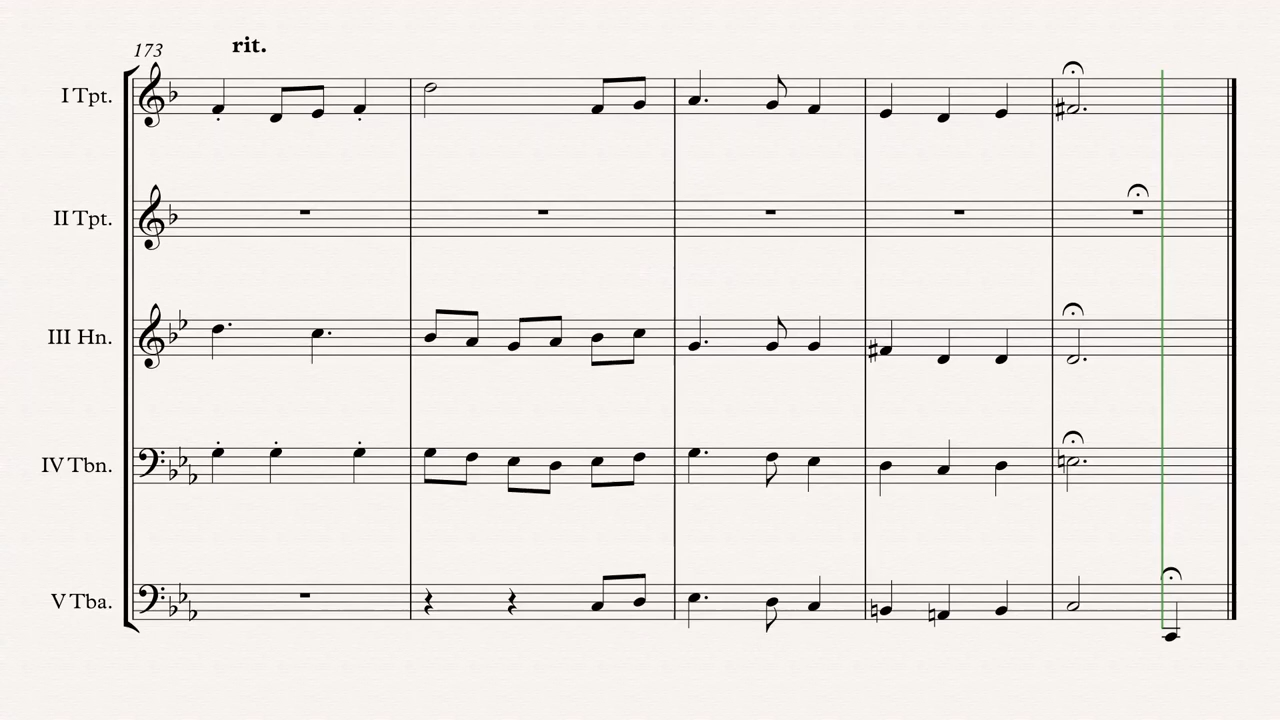 rit.
173
I Tpt.
II Tpt.
III Hn.
IV Tbn.
V Tba.